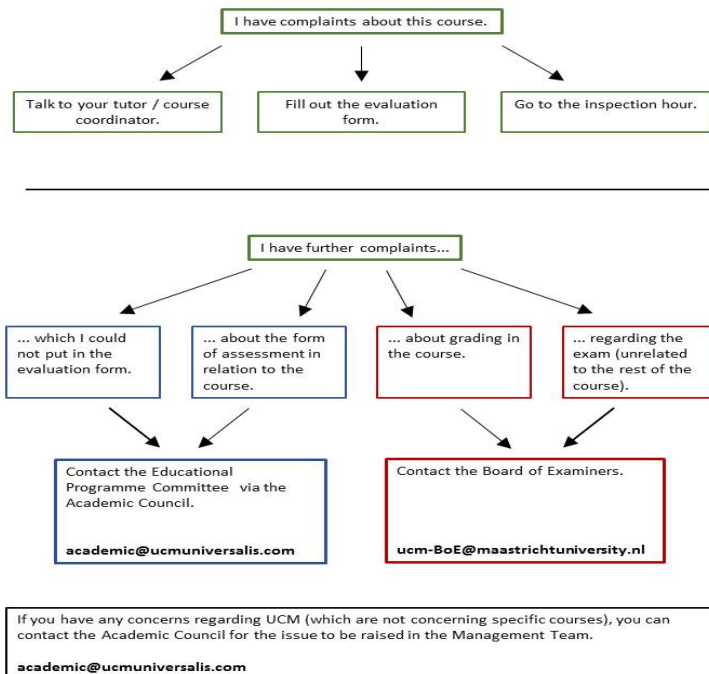 I have complaints about this course.
Talk to your tutor / course
coordinator.
Fill out the evaluation
form.
Go to the inspection hour.
I have further complaints...
... which I could
not put in the
evaluation form.
... about the form
of assessment in
relation to the
course.
... about grading in
the course.
... regarding the
exam (unrelated
to the rest of the
course).
Contact the Educational
Programme Committee via the
Academic Council.
academic@ucmuniversalis.com
Contact the Board of Examiners.
ucm-BoE@maastrichtuniversity.nl
If you have any concerns regarding UCM (which are not concerning specific courses), you can
contact the Academic Council for the issue to be raised in the Management Team.
academic@ucmuniversalis.com